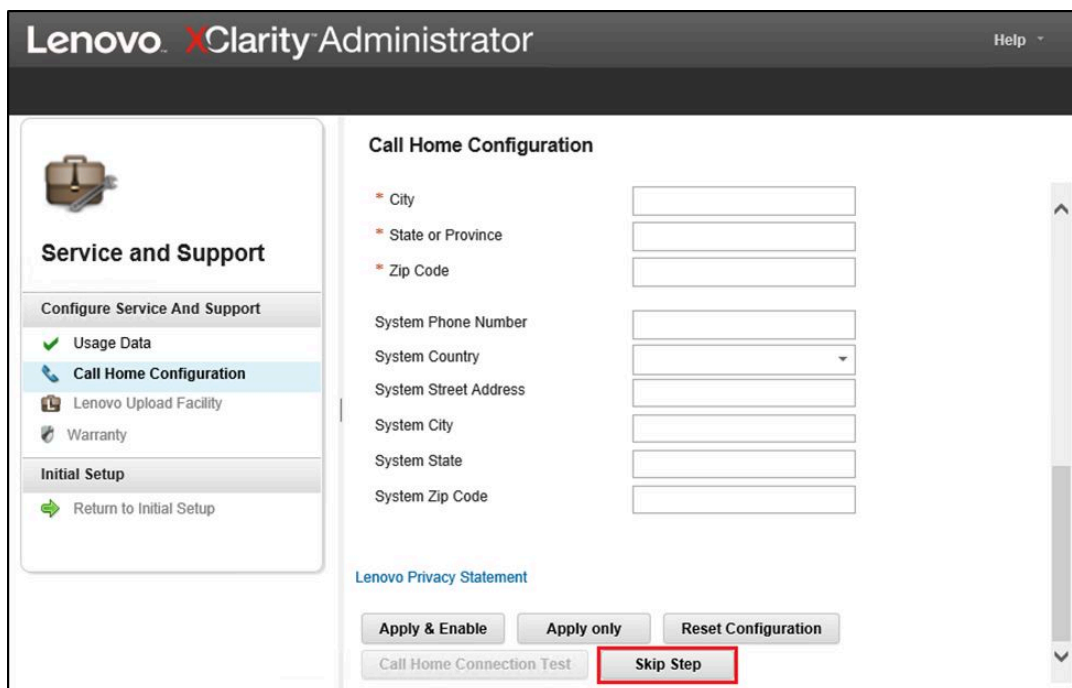 Lenovo. XClarity Administrator
Help
Service and Support
Configure Service And Support
Usage Data
Call Home Configuration
Lenovo Upload Facility
Warranty
Initial Setup
Return to Initial Setup
Call Home Configuration
* City
* State or Province
* Zip Code
System Phone Number
System Country
System Street Address
System City
System State
System Zip Code
Lenovo Privacy Statement
Apply & Enable Apply only Reset Configuration
Call Home Connection Test Skip Step